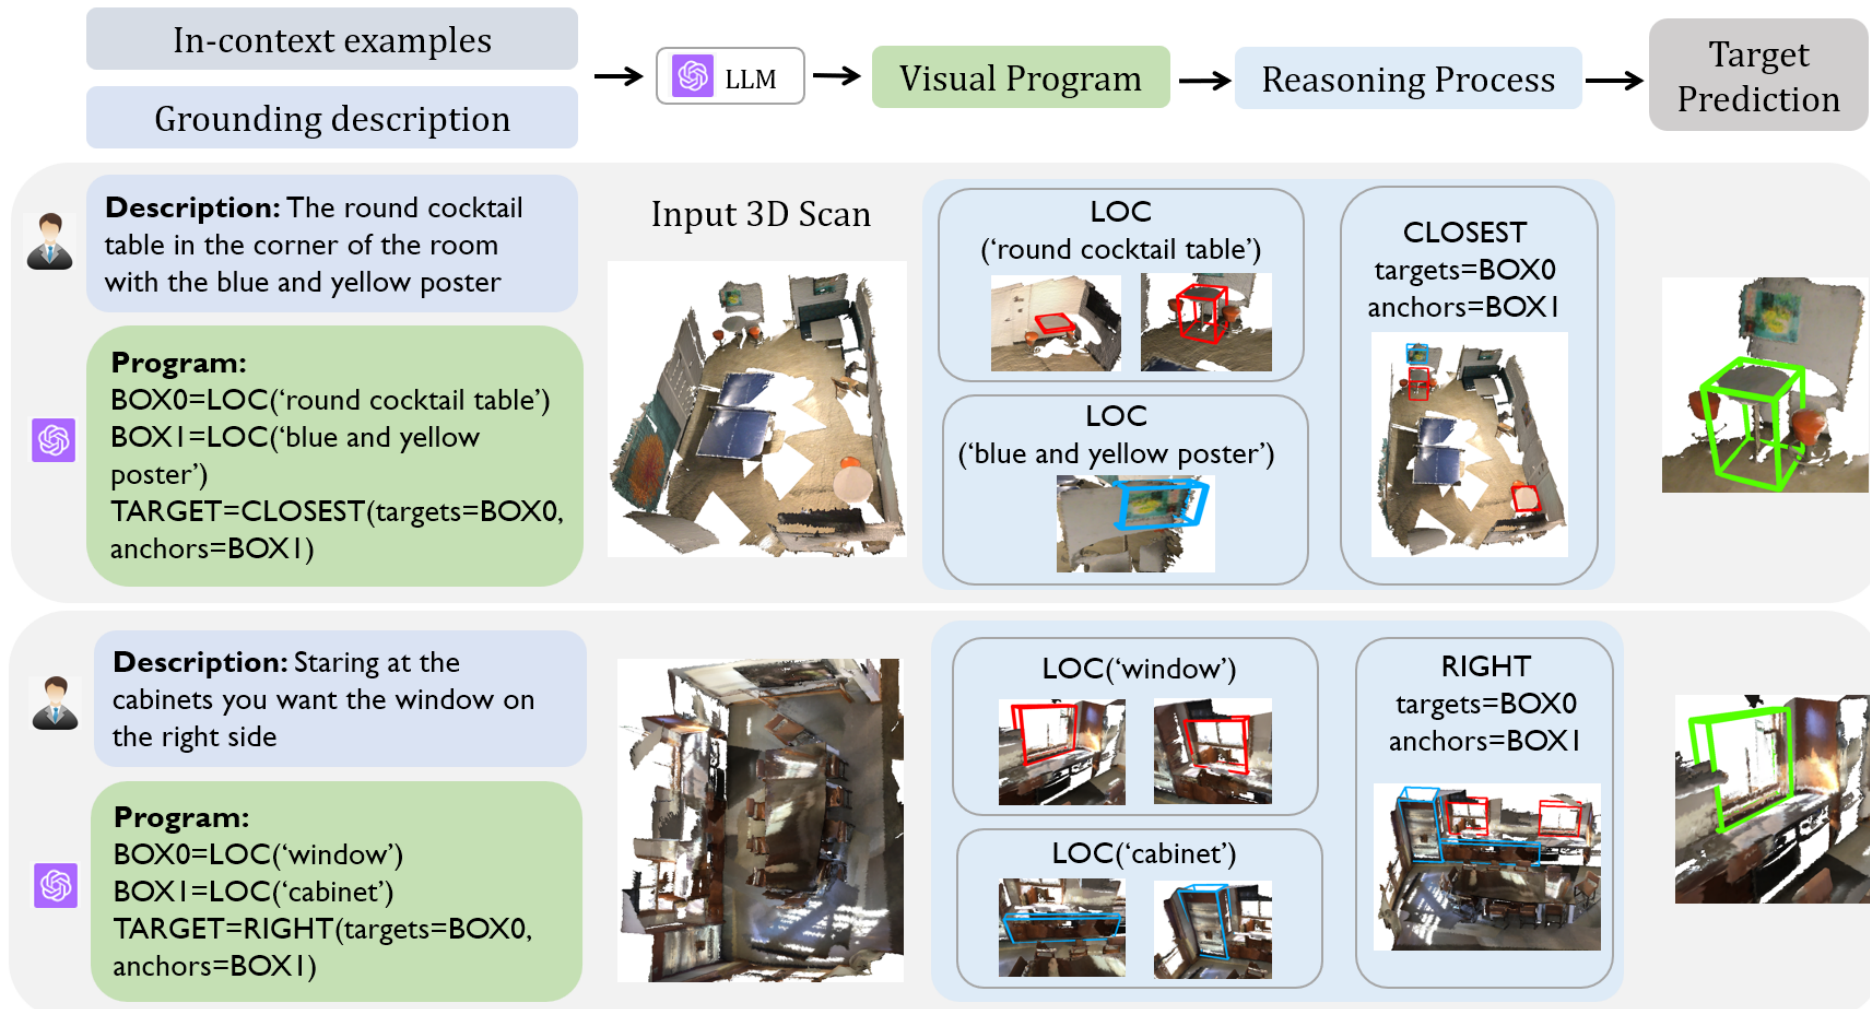 In-context examples
Grounding description
LLM
Visual Program
Reasoning Process
Target
Prediction
Description: The round cocktail
table in the corner of the room
with the blue and yellow poster
Program:
BOX0=LOC(‘round cocktail table’)
BOX1=LOC(‘blue and yellow
poster’)
TARGET=CLOSEST(targets=BOX0,
anchors=BOX1)
Input 3D Scan
LOC
(‘round cocktail table’)
LOC
(‘blue and yellow poster’)
CLOSEST
targets=BOX0
anchors=BOX1
Description: Staring at the
cabinets you want the window on
the right side
Program:
BOX0=LOC(‘window’)
BOX1=LOC(‘cabinet’)
TARGET=RIGHT(targets=BOX0,
anchors=BOX1)
LOC(‘window’)
LOC(‘cabinet’)
RIGHT
targets=BOX0
anchors=BOX1